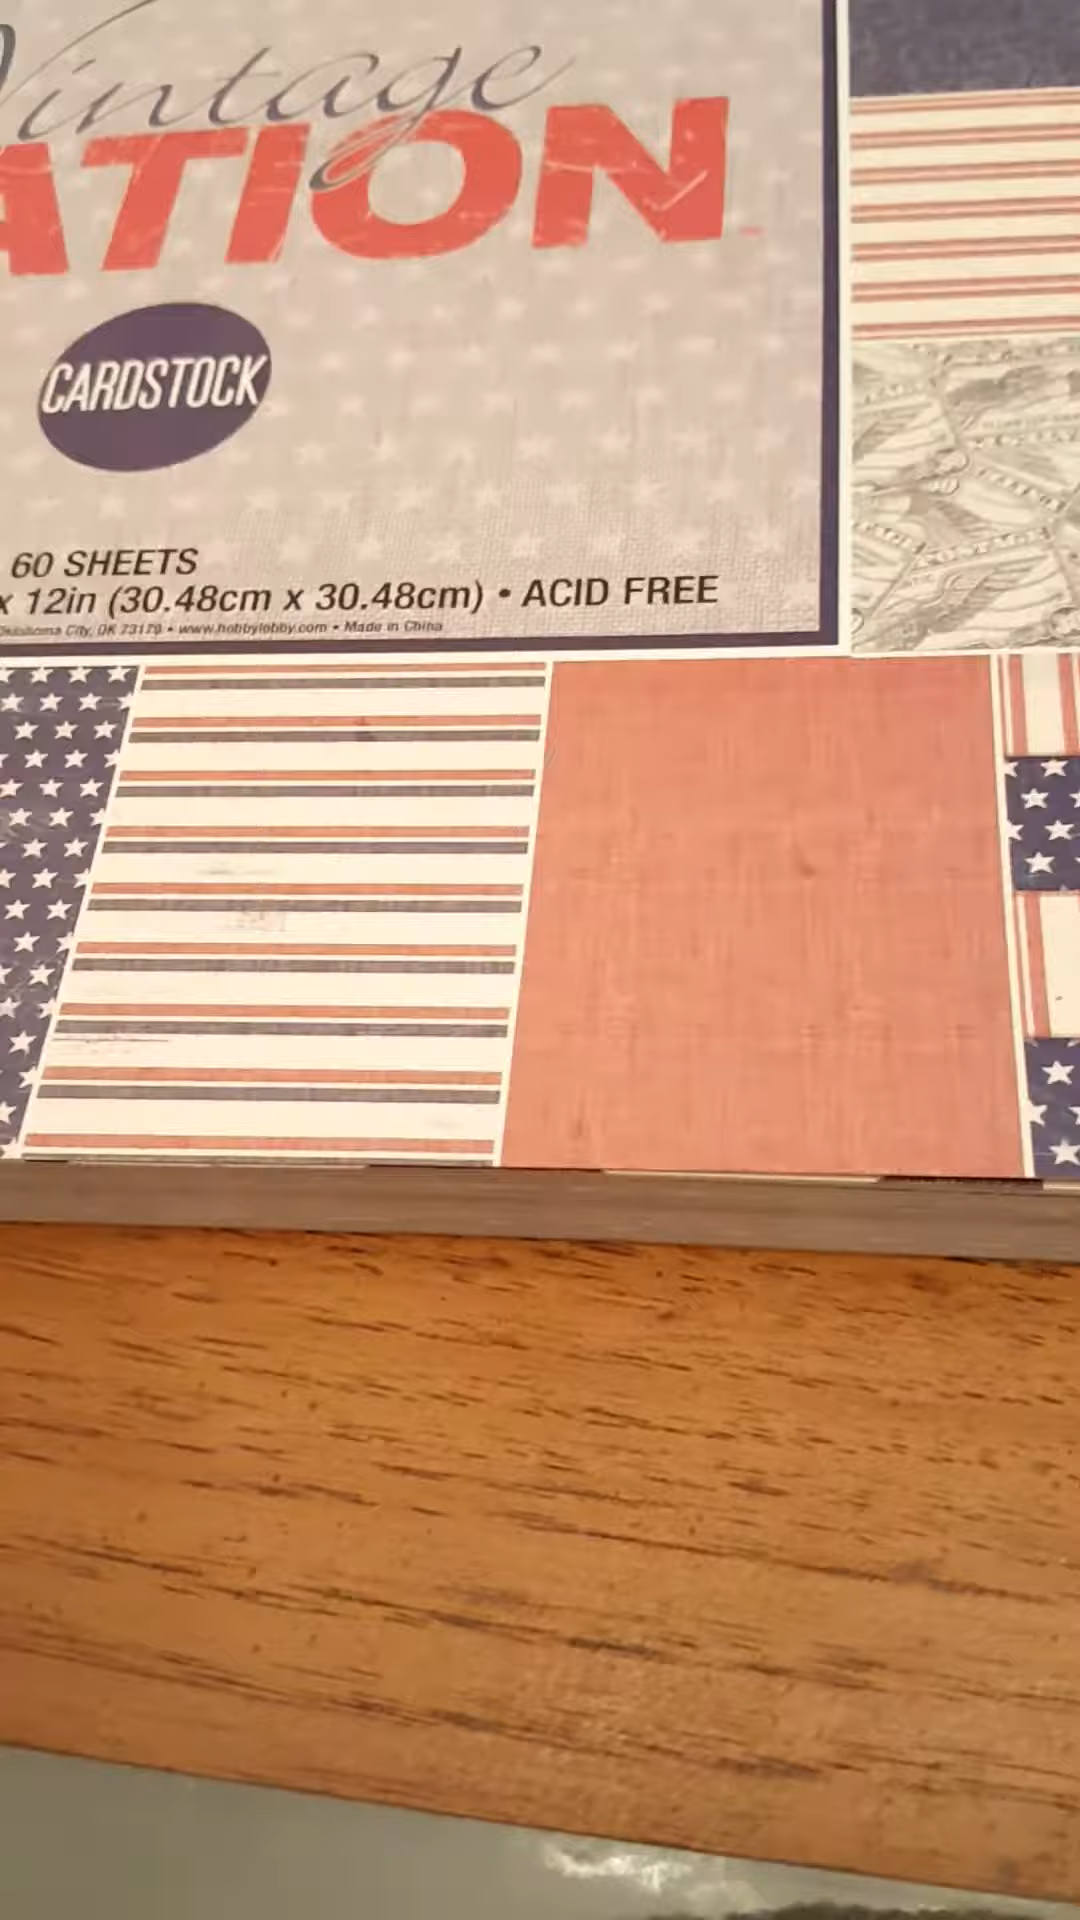 Vintage
ATION
CARDSTOCK
60 SHEETS
x 12in (30.48cm x 30.48cm) • ACID FREE
Oklahoma City, OK 73179 • www.hobbylobby.com • Made in China